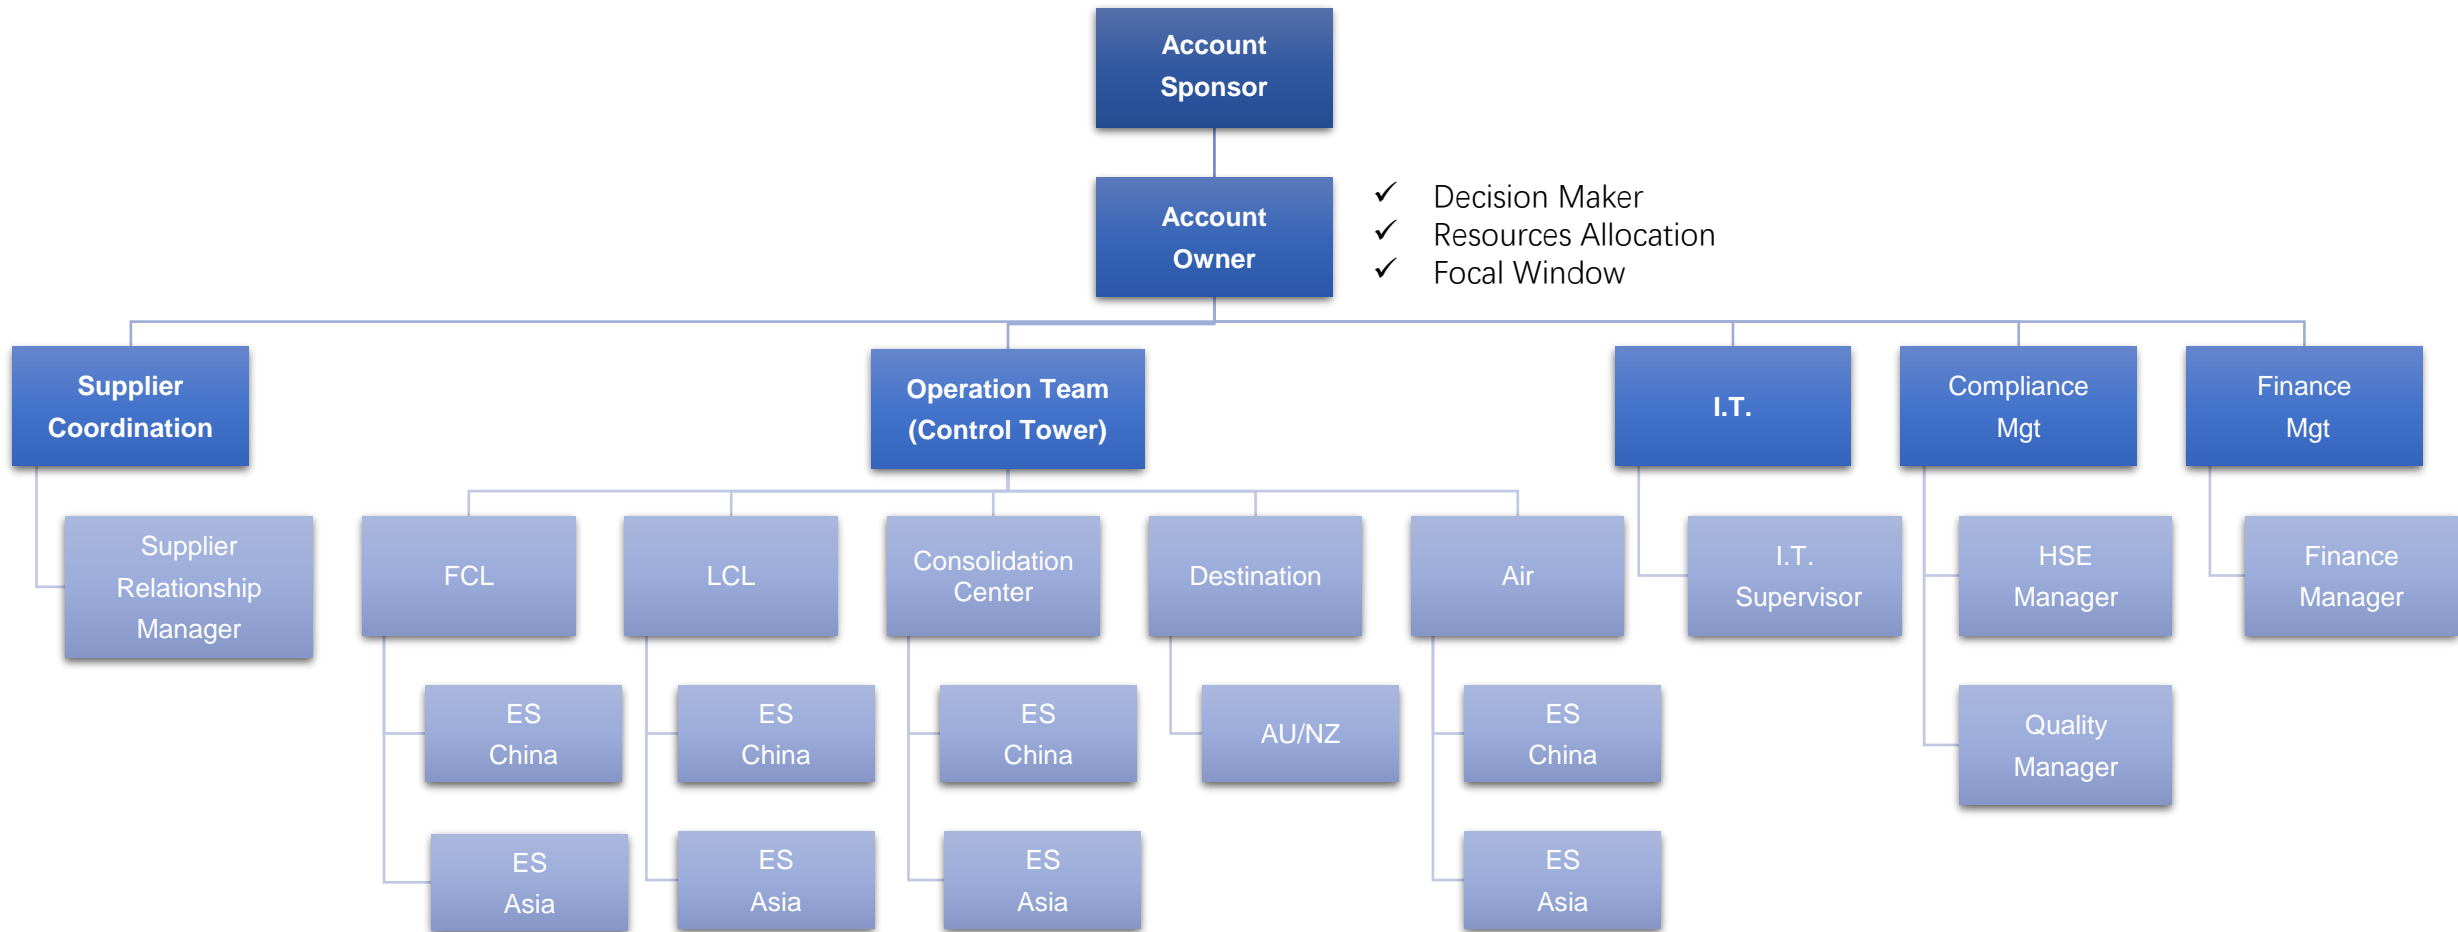 Account
Sponsor
Account
Owner
✓ Decision Maker
✓ Resources Allocation
✓ Focal Window
Supplier
Coordination
Operation Team
(Control Tower)
I.T.
Compliance
Mgt
Finance
Mgt
Supplier
Relationship
Manager
FCL
LCL
Consolidation
Center
Destination
Air
I.T.
Supervisor
HSE
Manager
Finance
Manager
ES
China
ES
China
ES
China
AU/NZ
ES
China
Quality
Manager
ES
Asia
ES
Asia
ES
Asia
ES
Asia